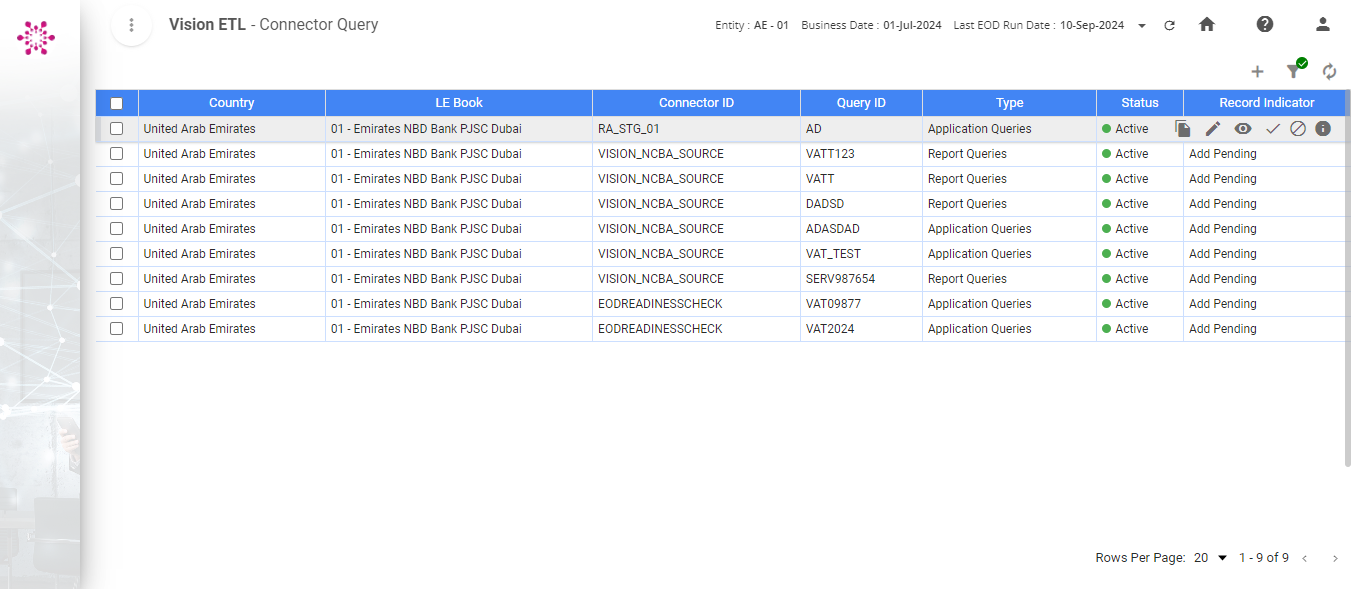 Vision ETL - Connector Query Entity : AE - 01 Business Date : 01-Jul-2024 Last EOD Run Date : 10-Sep-2024
Country LE Book Connector ID Query ID Type Status Record Indicator
United Arab Emirates 01 - Emirates NBD Bank PJSC Dubai RA_STG_01 AD Application Queries Active
United Arab Emirates 01 - Emirates NBD Bank PJSC Dubai VISION_NCBA_SOURCE VATT123 Report Queries Active Add Pending
United Arab Emirates 01 - Emirates NBD Bank PJSC Dubai VISION_NCBA_SOURCE VATT Report Queries Active Add Pending
United Arab Emirates 01 - Emirates NBD Bank PJSC Dubai VISION_NCBA_SOURCE DADSD Report Queries Active Add Pending
United Arab Emirates 01 - Emirates NBD Bank PJSC Dubai VISION_NCBA_SOURCE ADASDAD Application Queries Active Add Pending
United Arab Emirates 01 - Emirates NBD Bank PJSC Dubai VISION_NCBA_SOURCE VAT_TEST Application Queries Active Add Pending
United Arab Emirates 01 - Emirates NBD Bank PJSC Dubai VISION_NCBA_SOURCE SERV987654 Report Queries Active Add Pending
United Arab Emirates 01 - Emirates NBD Bank PJSC Dubai EODREADINESSCHECK VAT09877 Application Queries Active Add Pending
United Arab Emirates 01 - Emirates NBD Bank PJSC Dubai EODREADINESSCHECK VAT2024 Application Queries Active Add Pending
Rows Per Page: 20 1 - 9 of 9